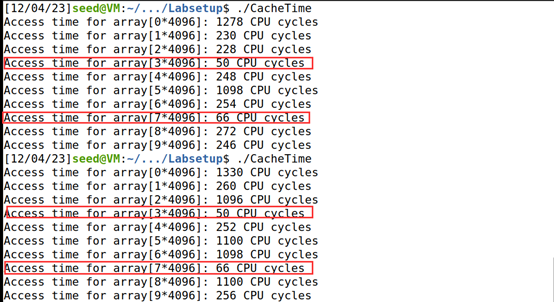 [12/04/23]seed@VM:~/.../Labsetup$ ./CacheTime
Access time for array[0*4096]: 1278 CPU cycles
Access time for array[1*4096]: 230 CPU cycles
Access time for array[2*4096]: 228 CPU cycles
Access time for array[3*4096]: 50 CPU cycles
Access time for array[4*4096]: 248 CPU cycles
Access time for array[5*4096]: 1098 CPU cycles
Access time for array[6*4096]: 254 CPU cycles
Access time for array[7*4096]: 66 CPU cycles
Access time for array[8*4096]: 272 CPU cycles
Access time for array[9*4096]: 246 CPU cycles
[12/04/23]seed@VM:~/.../Labsetup$ ./CacheTime
Access time for array[0*4096]: 1330 CPU cycles
Access time for array[1*4096]: 260 CPU cycles
Access time for array[2*4096]: 1096 CPU cycles
Access time for array[3*4096]: 50 CPU cycles
Access time for array[4*4096]: 252 CPU cycles
Access time for array[5*4096]: 1100 CPU cycles
Access time for array[6*4096]: 1098 CPU cycles
Access time for array[7*4096]: 66 CPU cycles
Access time for array[8*4096]: 1100 CPU cycles
Access time for array[9*4096]: 256 CPU cycles